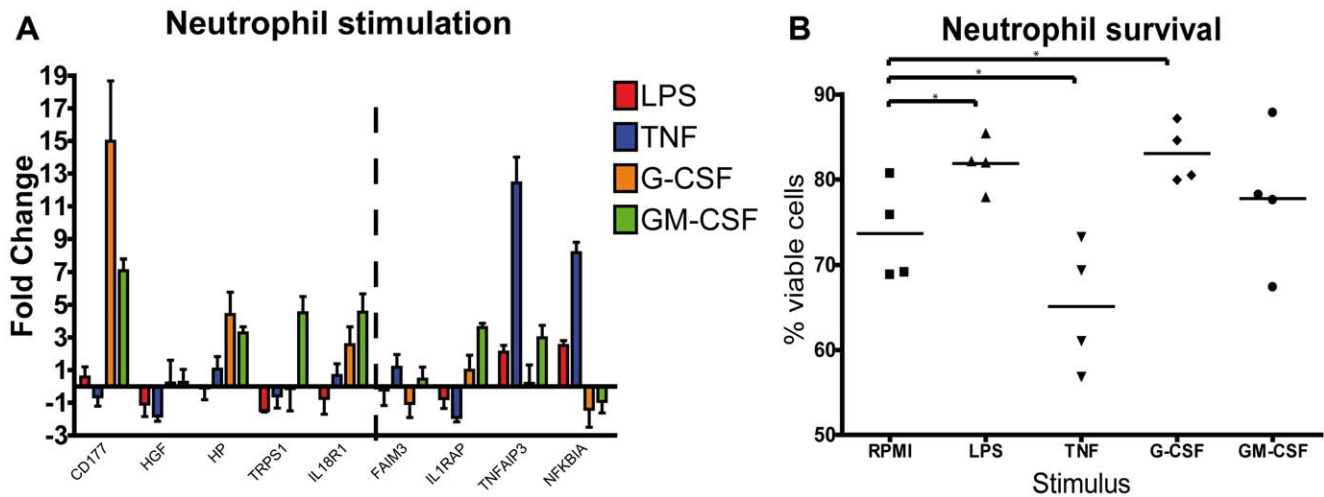 A
Neutrophil stimulation
Fold Change
19
17
15
13
11
9
7
5
3
1
-1
-3
CD177
HGF
HP
TRPS1
IL18R1
FAIM3
IL1RAP
TNFAIP3
NFKBIA
LPS
TNF
G-CSF
GM-CSF
B
Neutrophil survival
*
*
*
% viable cells
90
80
70
60
50
RPMI
LPS
TNF
G-CSF
GM-CSF
Stimulus